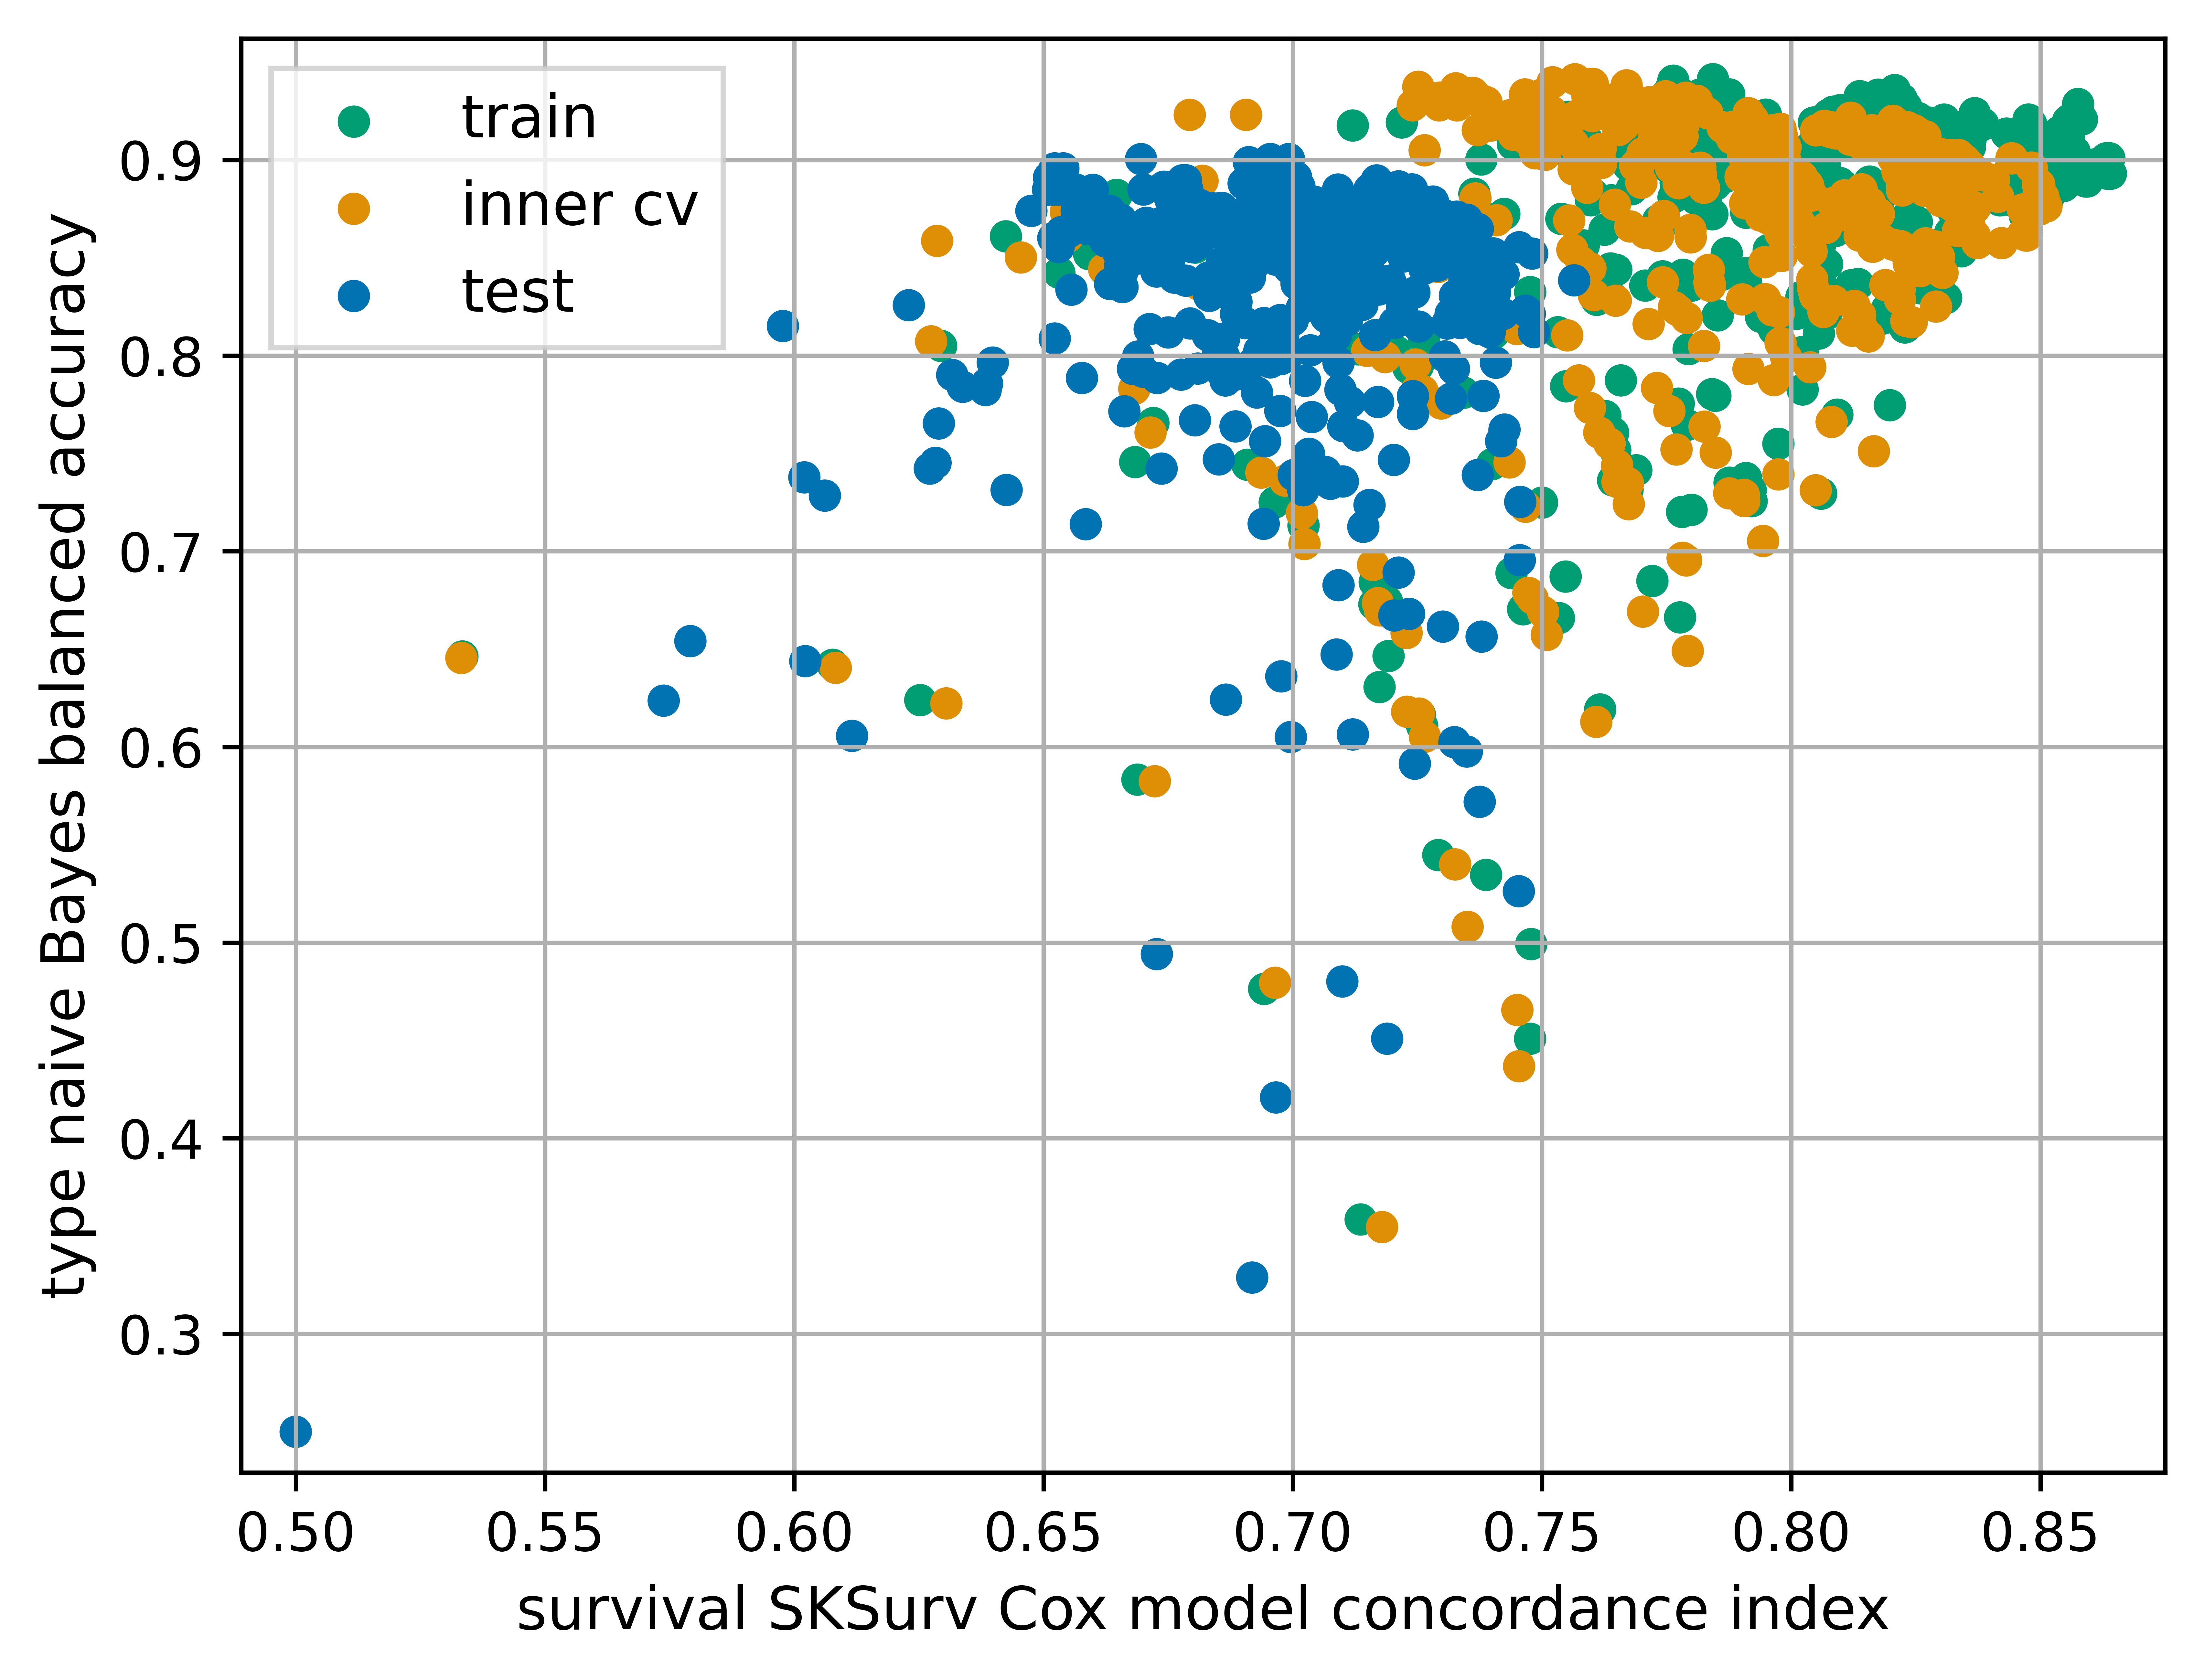 train
inner cv
test
0.9
0.8
0.7
0.6
0.5
0.4
0.3
type naive Bayes balanced accuracy
0.50 0.55 0.60 0.65 0.70 0.75 0.80 0.85
survival SKSurv Cox model concordance index